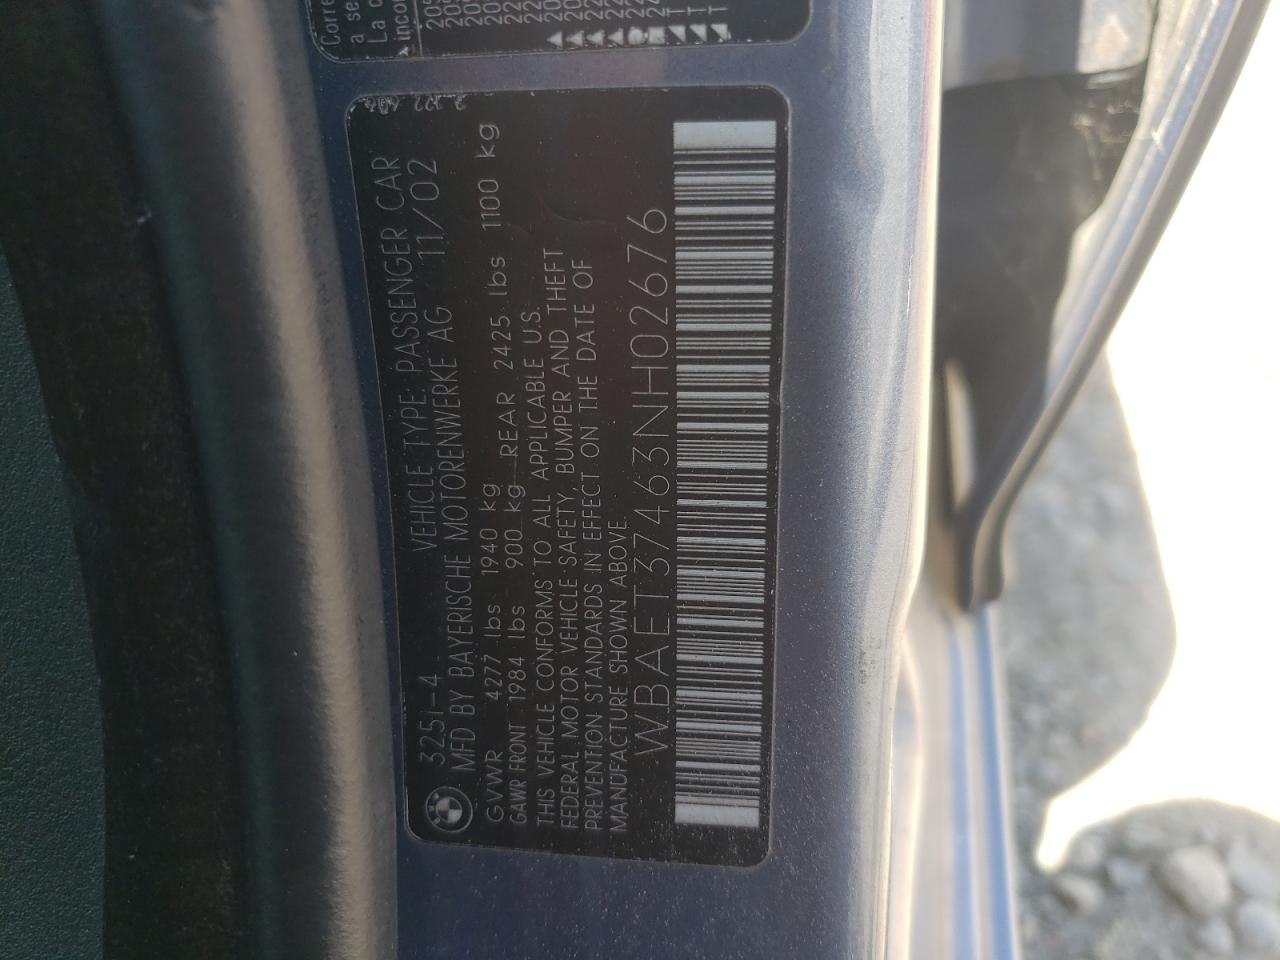 325I-4
VEHICLE TYPE: PASSENGER CAR
MFD BY BAYERISCHE MOTORENWERKE AG 11/02
GVWR 4277 lbs 1940 kg
GAWR FRONT 1984 lbs 900 kg REAR 2425 lbs 1100 kg
THIS VEHICLE CONFORMS TO ALL APPLICABLE U.S.
FEDERAL MOTOR VEHICLE SAFETY, BUMPER AND THEFT
PREVENTION STANDARDS IN EFFECT ON THE DATE OF
MANUFACTURE SHOWN ABOVE.
WBAET37463NH02676